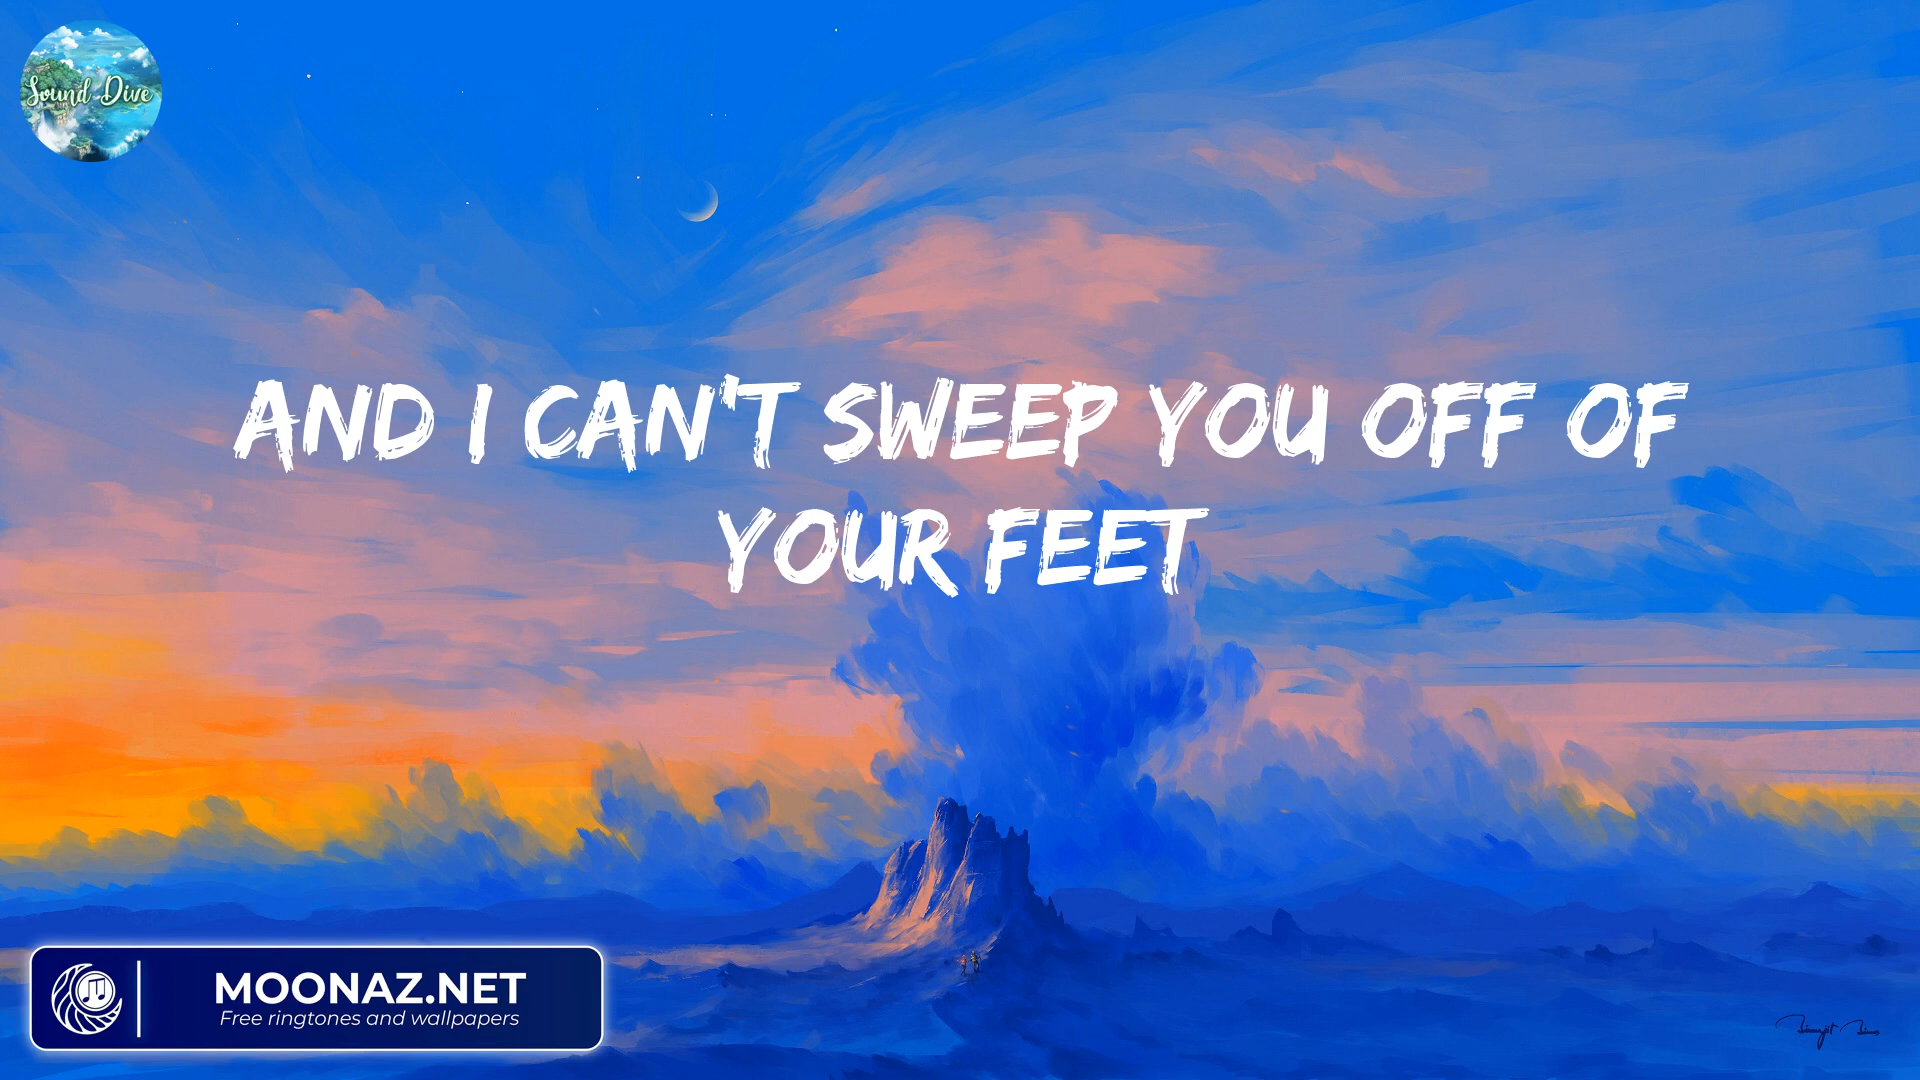 Sound Dive
AND I CAN'T SWEEP YOU OFF OF
YOUR FEET
MOONAZ.NET
Free ringtones and wallpapers